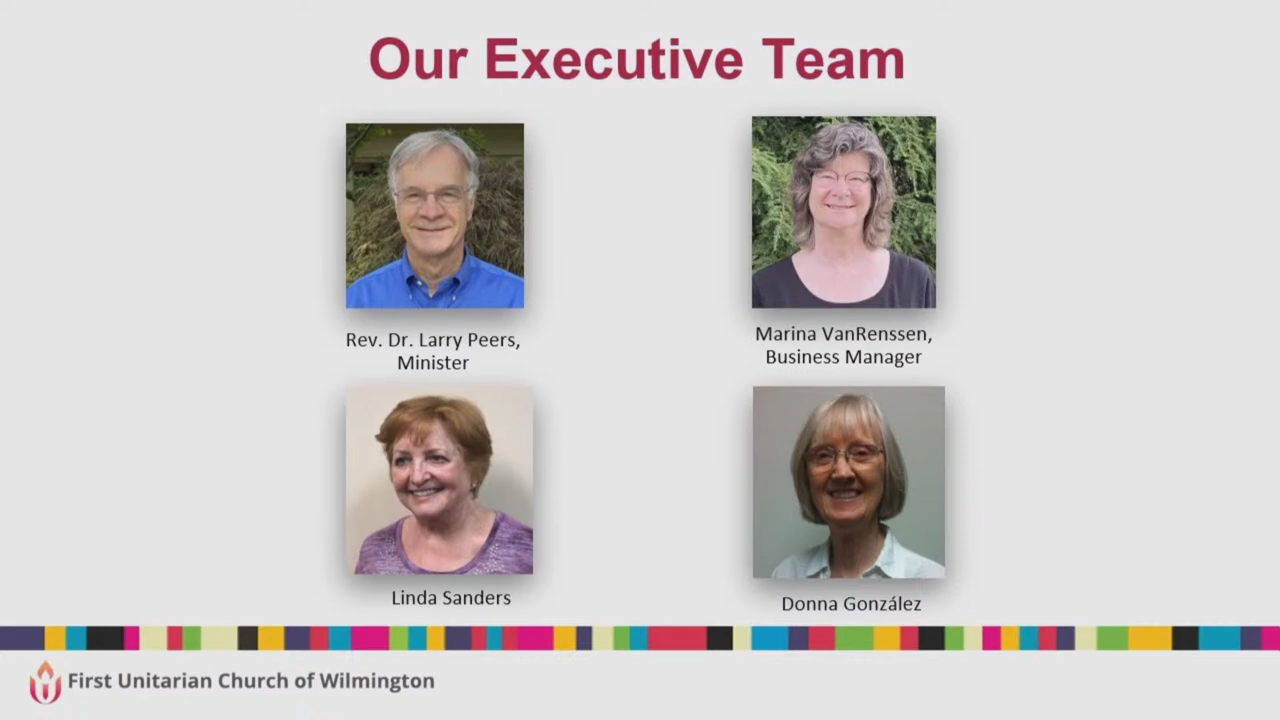 Our Executive Team
Rev. Dr. Larry Peers,
Minister
Marina VanRenssen,
Business Manager
Linda Sanders
Donna González
First Unitarian Church of Wilmington